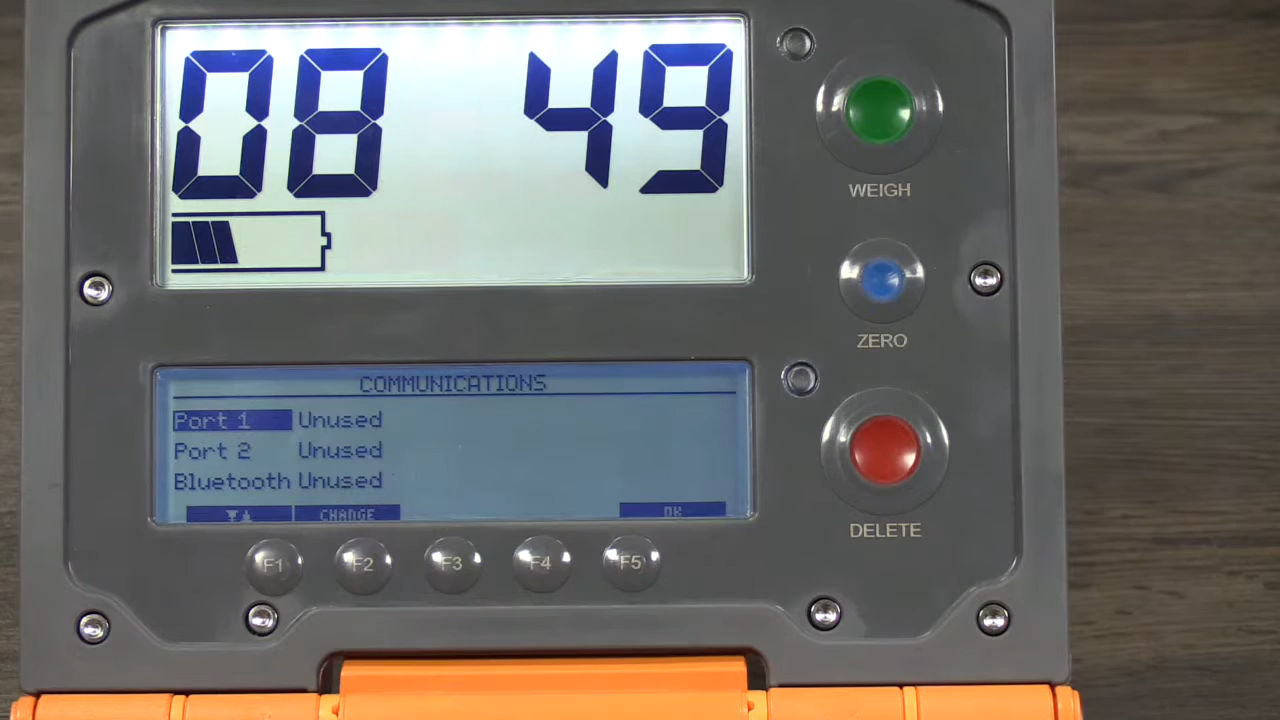 08 49
WEIGH
ZERO
COMMUNICATIONS
Port 1 Unused
Port 2 Unused
Bluetooth Unused
CHANGE OK
DELETE
F1 F2 F3 F4 F5